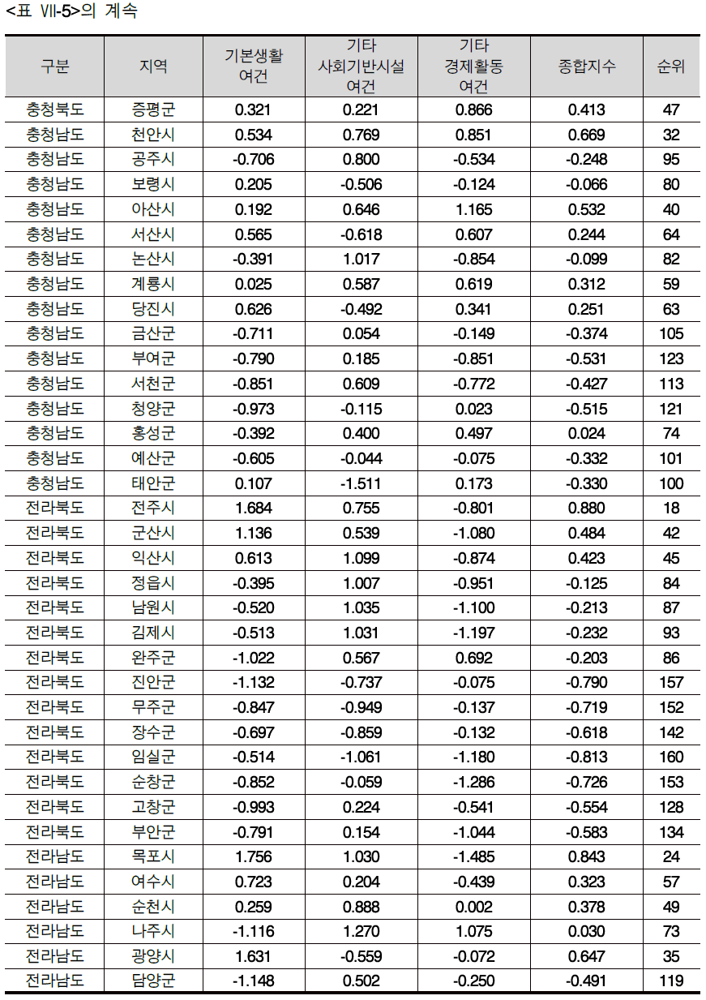 <표 Ⅶ-5>의 계속
기타 기타
기본생활
구분 지역 사회기반시설 경제활동 종합지수 순위
여건
여건 여건
충청북도 증평군 0.321 0.221 0.866 0.413 47
충청남도 천안시 0.534 0.769 0.851 0.669 32
충청남도 공주시 -0.706 0.800 -0.534 -0.248 95
충청남도 보령시 0.205 -0.506 -0.124 -0.066 80
충청남도 아산시 0.192 0.646 1.165 0.532 40
충청남도 서산시 0.565 -0.618 0.607 0.244 64
충청남도 논산시 -0.391 1.017 -0.854 -0.099 82
충청남도 계룡시 0.025 0.587 0.619 0.312 59
충청남도 당진시 0.626 -0.492 0.341 0.251 63
충청남도 금산군 -0.711 0.054 -0.149 -0.374 105
충청남도 부여군 -0.790 0.185 -0.851 -0.531 123
충청남도 서천군 -0.851 0.609 -0.772 -0.427 113
충청남도 청양군 -0.973 -0.115 0.023 -0.515 121
충청남도 홍성군 -0.392 0.400 0.497 0.024 74
충청남도 예산군 -0.605 -0.044 -0.075 -0.332 101
충청남도 태안군 0.107 -1.511 0.173 -0.330 100
전라북도 전주시 1.684 0.755 -0.801 0.880 18
전라북도 군산시 1.136 0.539 -1.080 0.484 42
전라북도 익산시 0.613 1.099 -0.874 0.423 45
전라북도 정읍시 -0.395 1.007 -0.951 -0.125 84
전라북도 남원시 -0.520 1.035 -1.100 -0.213 87
전라북도 김제시 -0.513 1.031 -1.197 -0.232 93
전라북도 완주군 -1.022 0.567 0.692 -0.203 86
전라북도 진안군 -1.132 -0.737 -0.075 -0.790 157
전라북도 무주군 -0.847 -0.949 -0.137 -0.719 152
전라북도 장수군 -0.697 -0.859 -0.132 -0.618 142
전라북도 임실군 -0.514 -1.061 -1.180 -0.813 160
전라북도 순창군 -0.852 -0.059 -1.286 -0.726 153
전라북도 고창군 -0.993 0.224 -0.541 -0.554 128
전라북도 부안군 -0.791 0.154 -1.044 -0.583 134
전라남도 목포시 1.756 1.030 -1.485 0.843 24
전라남도 여수시 0.723 0.204 -0.439 0.323 57
전라남도 순천시 0.259 0.888 0.002 0.378 49
전라남도 나주시 -1.116 1.270 1.075 0.030 73
전라남도 광양시 1.631 -0.559 -0.072 0.647 35
전라남도 담양군 -1.148 0.502 -0.250 -0.491 119